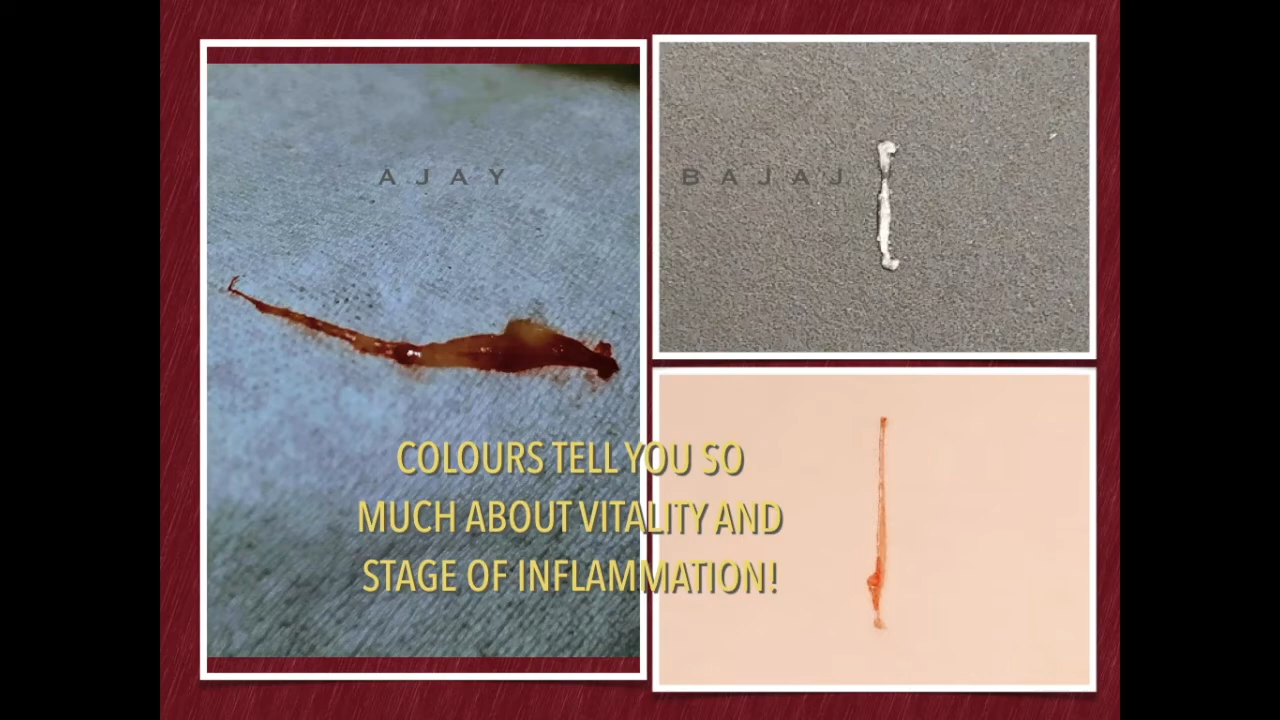 AJAY BAJAJ
COLOURS TELL YOU SO
MUCH ABOUT VITALITY AND
STAGE OF INFLAMMATION!